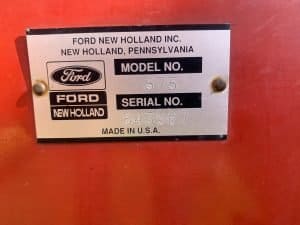 FORD NEW HOLLAND INC.
NEW HOLLAND, PENNSYLVANIA
MODEL NO.
Ford
FORD
NEW HOLLAND
SERIAL NO.
MADE IN U.S.A.